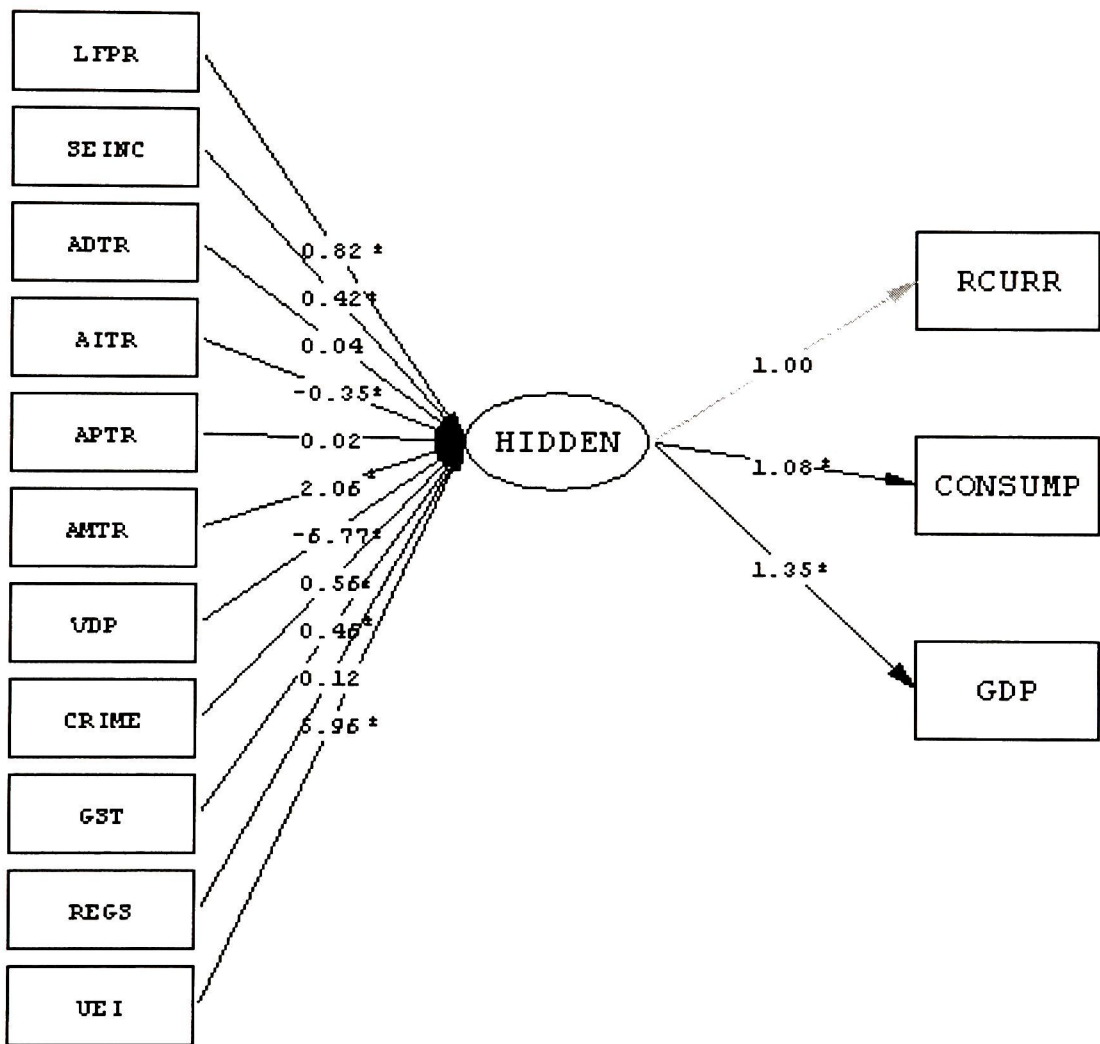 LFPR
SEINC
ADTR
AITR
APTR
AMTR
UDP
CRIME
GST
REGS
UEI
0.82 *
0.42*
0.04
-0.35*
0.02
2.06*
-6.77*
0.56*
0.46*
0.12
6.96*
HIDDEN
1.00
1.08*
1.35*
RCURR
CONSUMP
GDP